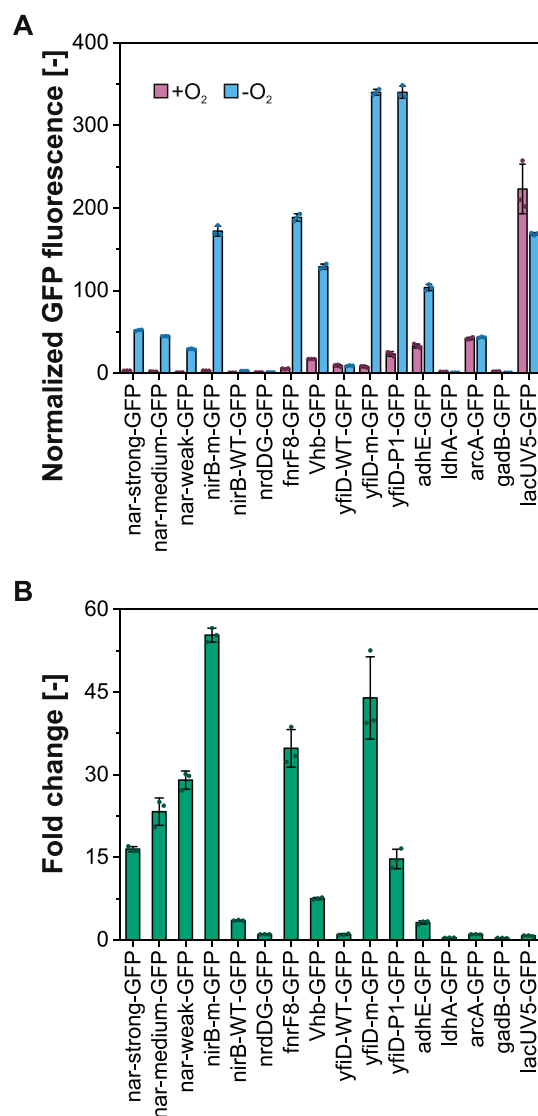 A
Normalized GFP fluorescence [-]
400
300
200
100
0
+O₂
-O₂
nar-strong-GFP
nar-medium-GFP
nar-weak-GFP
nirB-m-GFP
nirB-WT-GFP
nrdDG-GFP
fnrF8-GFP
Vhb-GFP
yfiD-WT-GFP
yfiD-m-GFP
yfiD-P1-GFP
adhE-GFP
ldhA-GFP
arcA-GFP
gadB-GFP
lacUV5-GFP
B
Fold change [-]
60
45
30
15
0
nar-strong-GFP
nar-medium-GFP
nar-weak-GFP
nirB-m-GFP
nirB-WT-GFP
nrdDG-GFP
fnrF8-GFP
Vhb-GFP
yfiD-WT-GFP
yfiD-m-GFP
yfiD-P1-GFP
adhE-GFP
ldhA-GFP
arcA-GFP
gadB-GFP
lacUV5-GFP